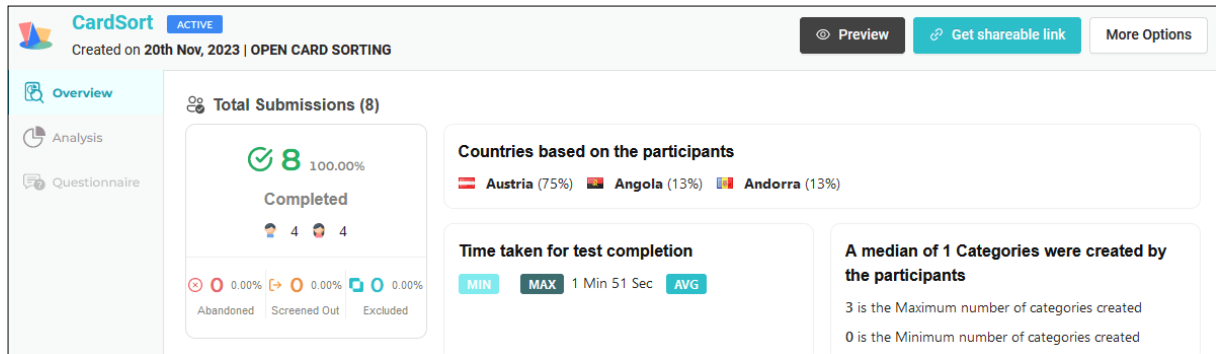 CardSort ACTIVE
Created on 20th Nov, 2023 | OPEN CARD SORTING
Preview
Get shareable link
More Options
Overview
Analysis
Questionnaire
Total Submissions (8)
8 100.00%
Completed
4 4
0 0.00% 0 0.00% 0 0.00%
Abandoned Screened Out Excluded
Countries based on the participants
Austria (75%) Angola (13%) Andorra (13%)
Time taken for test completion
MIN MAX 1 Min 51 Sec AVG
A median of 1 Categories were created by
the participants
3 is the Maximum number of categories created
0 is the Minimum number of categories created